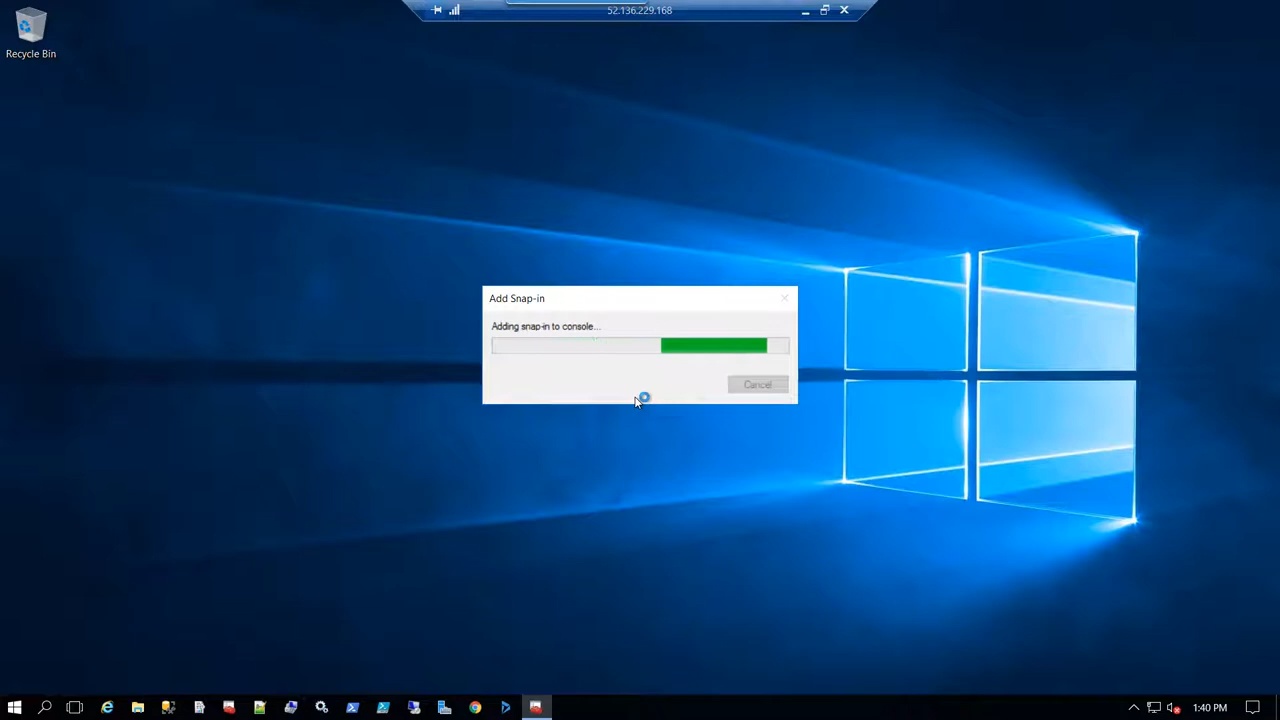 52.136.229.168
Recycle Bin
Add Snap-in
Adding snap-in to console...
Cancel
1:40 PM